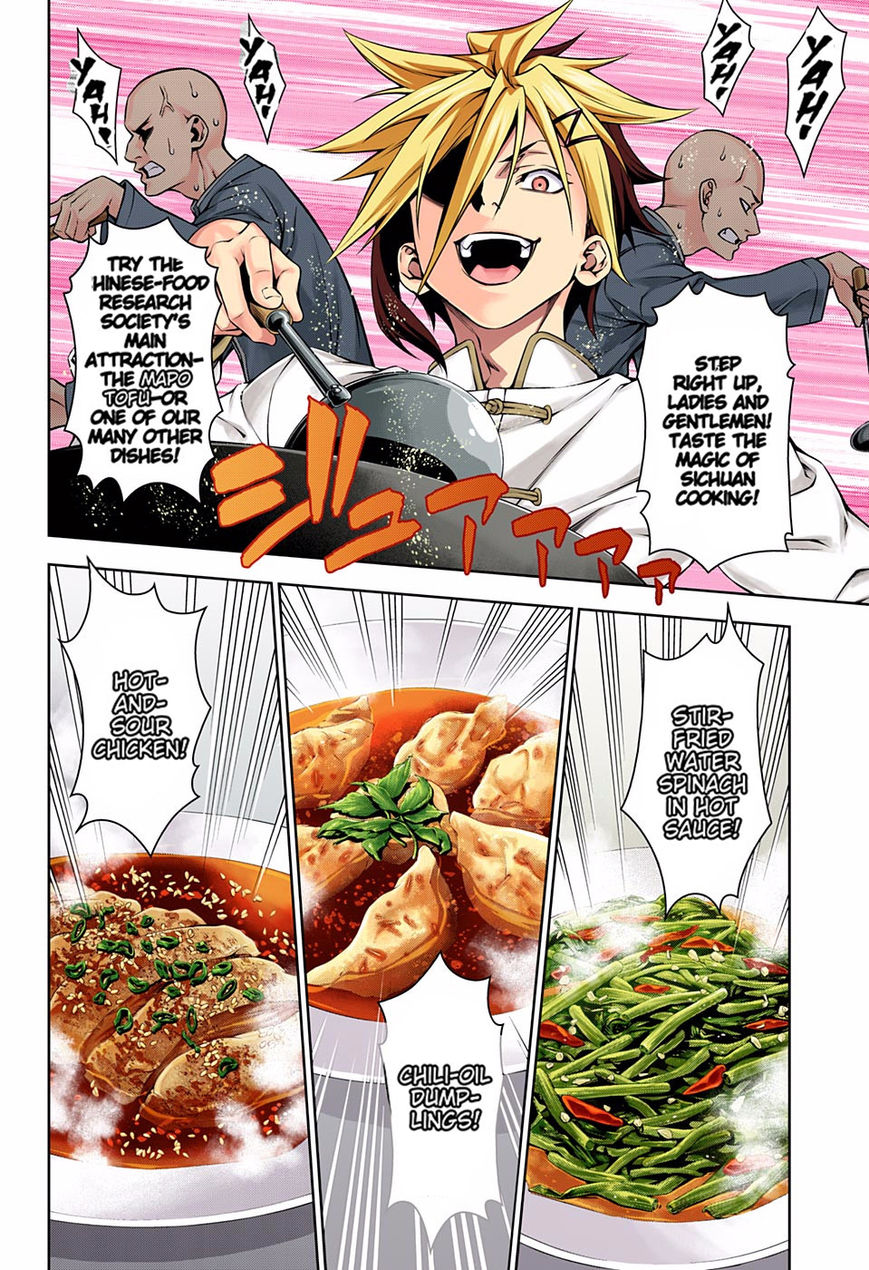 YAH!
YAH!
YAH!
YAH!
STEP
RIGHT UP,
LADIES AND
GENTLEMEN!
TASTE THE
MAGIC OF
SICHUAN
COOKING!
TRY THE
HINESE-FOOD
RESEARCH
SOCIETY'S
MAIN
ATTRACTION—
THE MAPO
TOFU—OR
ONE OF OUR
MANY OTHER
DISHES!
ジュアアアァ
STIR-
FRIED
WATER
SPINACH
IN HOT
SAUCE!
CHILI-OIL
DUMP-
LINGS!
HOT-
AND-
SOUR
CHICKEN!